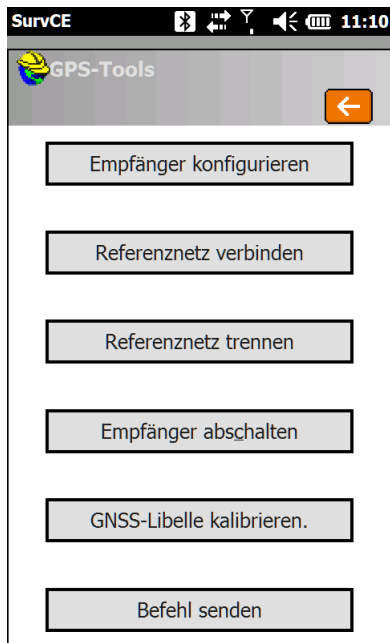 SurvCE 11:10
GPS-Tools
Empfänger konfigurieren
Referenznetz verbinden
Referenznetz trennen
Empfänger abschalten
GNSS-Libelle kalibrieren.
Befehl senden